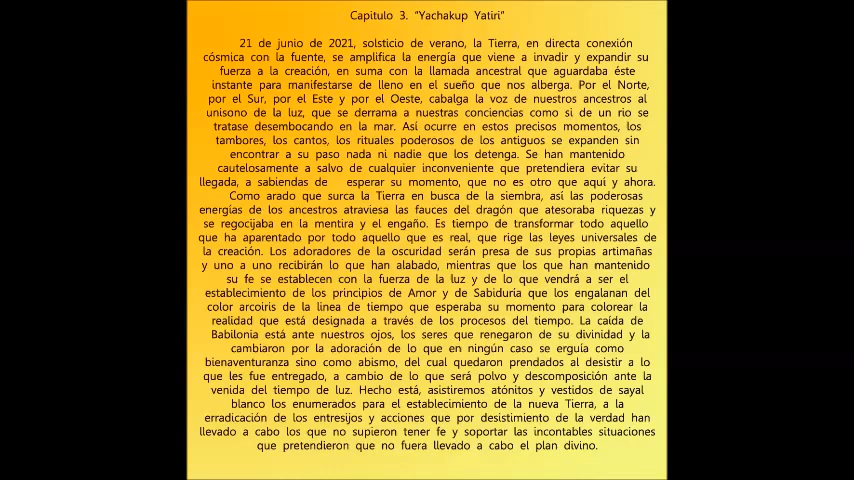 Capitulo 3. "Yachakup Yatiri"
21 de junio de 2021, solsticio de verano, la Tierra, en directa conexión
cósmica con la fuente, se amplifica la energía que viene a invadir y expandir su
fuerza a la creación, en suma con la llamada ancestral que aguardaba éste
instante para manifestarse de lleno en el sueño que nos alberga. Por el Norte,
por el Sur, por el Este y por el Oeste, cabalga la voz de nuestros ancestros al
unisono de la luz, que se derrama a nuestras conciencias como si de un rio se
tratase desembocando en la mar. Así ocurre en estos precisos momentos, los
tambores, los cantos, los rituales poderosos de los antiguos se expanden sin
encontrar a su paso nada ni nadie que los detenga. Se han mantenido
cautelosamente a salvo de cualquier inconveniente que pretendiera evitar su
llegada, a sabiendas de esperar su momento, que no es otro que aquí y ahora.
Como arado que surca la Tierra en busca de la siembra, así las poderosas
energías de los ancestros atraviesa las fauces del dragón que atesoraba riquezas y
se regocijaba en la mentira y el engaño. Es tiempo de transformar todo aquello
que ha aparentado por todo aquello que es real, que rige las leyes universales de
la creación. Los adoradores de la oscuridad serán presa de sus propias artimañas
y uno a uno recibirán lo que han alabado, mientras que los que han mantenido
su fe se establecen con la fuerza de la luz y de lo que vendrá a ser el
establecimiento de los principios de Amor y de Sabiduría que los engalanan del
color arcoiris de la linea de tiempo que esperaba su momento para colorear la
realidad que está designada a través de los procesos del tiempo. La caída de
Babilonia está ante nuestros ojos, los seres que renegaron de su divinidad y la
cambiaron por la adoración de lo que en ningún caso se erguía como
bienaventuranza sino como abismo, del cual quedaron prendados al desistir a lo
que les fue entregado, a cambio de lo que será polvo y descomposición ante la
venida del tiempo de luz. Hecho está, asistiremos atónitos y vestidos de sayal
blanco los enumerados para el establecimiento de la nueva Tierra, a la
erradicación de los entresijos y acciones que por desistimiento de la verdad han
llevado a cabo los que no supieron tener fe y soportar las incontables situaciones
que pretendieron que no fuera llevado a cabo el plan divino.